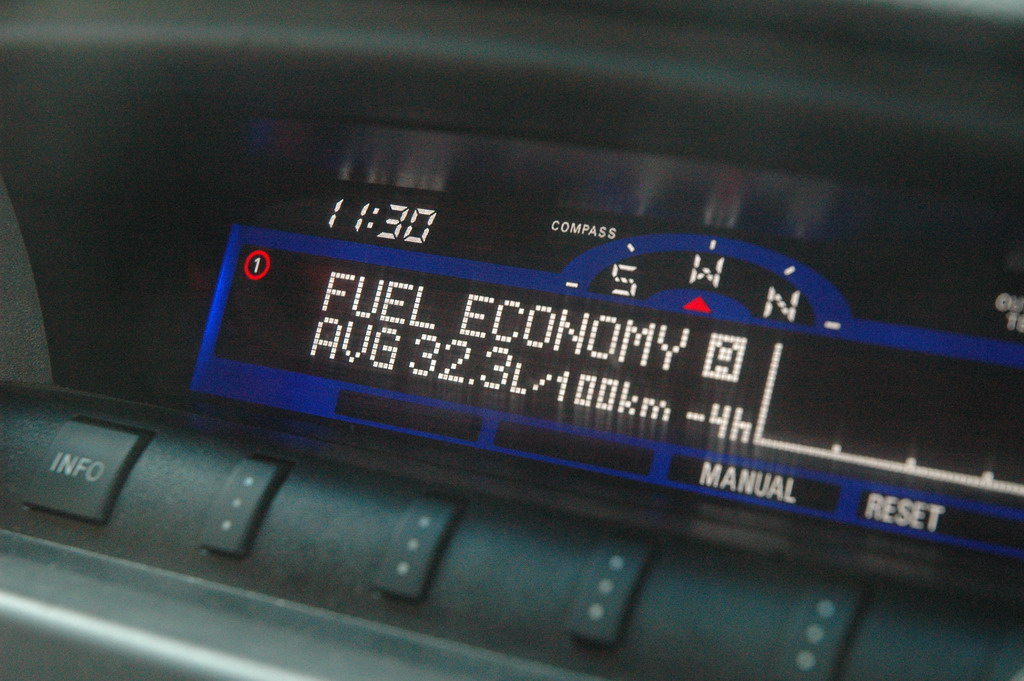 11:30
COMPASS
S W N
1
FUEL ECONOMY
AVG 32.3L/100km
-4h
MANUAL
RESET
INFO